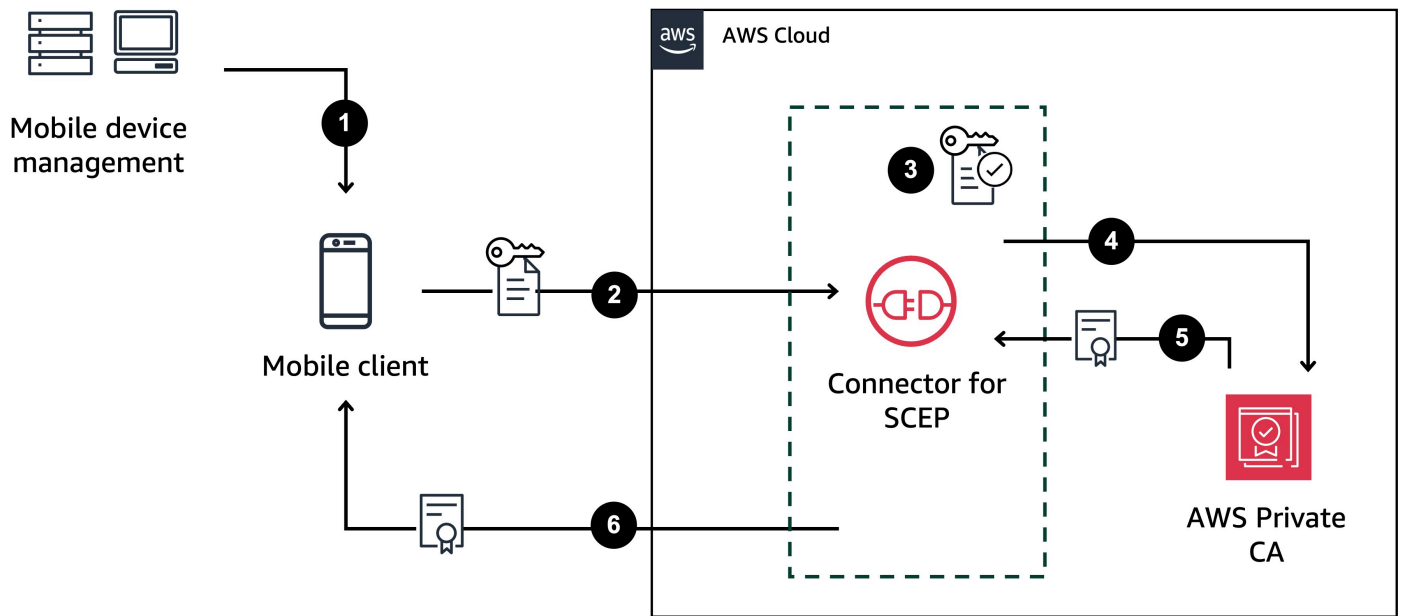 aws
AWS Cloud
Mobile device
management
1
3
4
2
5
Mobile client
Connector for
SCEP
6
AWS Private
CA